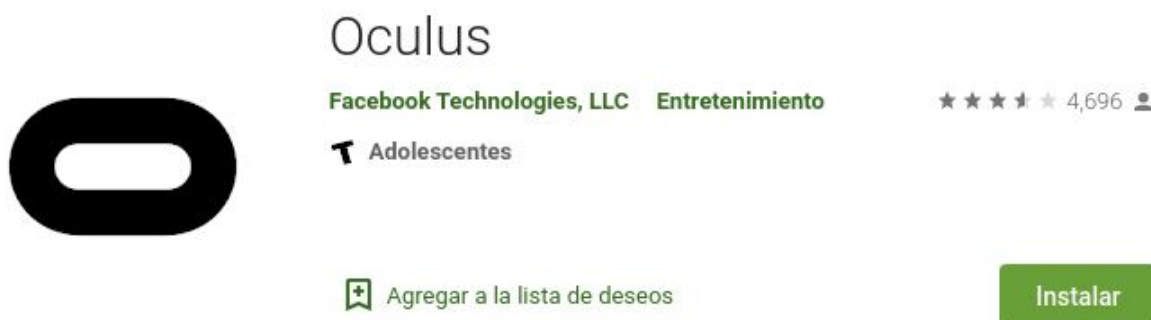 Oculus
Facebook Technologies, LLC Entretenimiento 4,696
T Adolescentes
Agregar a la lista de deseos
Instalar